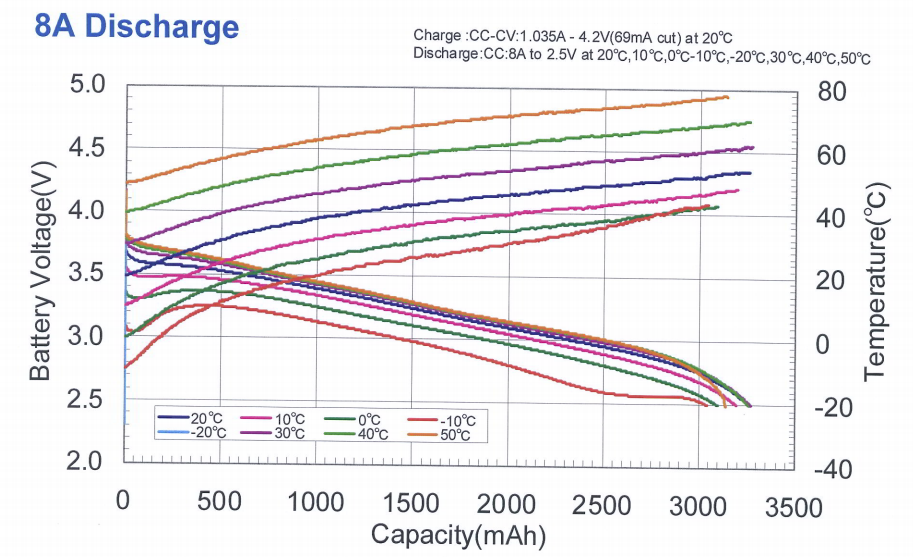 8A Discharge
Charge :CC-CV:1.035A - 4.2V(69mA cut) at 20℃
Discharge:CC:8A to 2.5V at 20℃,10℃,0℃-10℃,-20℃,30℃,40℃,50℃
5.0
4.5
4.0
3.5
3.0
2.5
2.0
Battery Voltage(V)
80
60
40
20
0
-20
-40
Temperature(℃)
20℃ 10℃ 0℃ -10℃
-20℃ 30℃ 40℃ 50℃
0 500 1000 1500 2000 2500 3000 3500
Capacity(mAh)